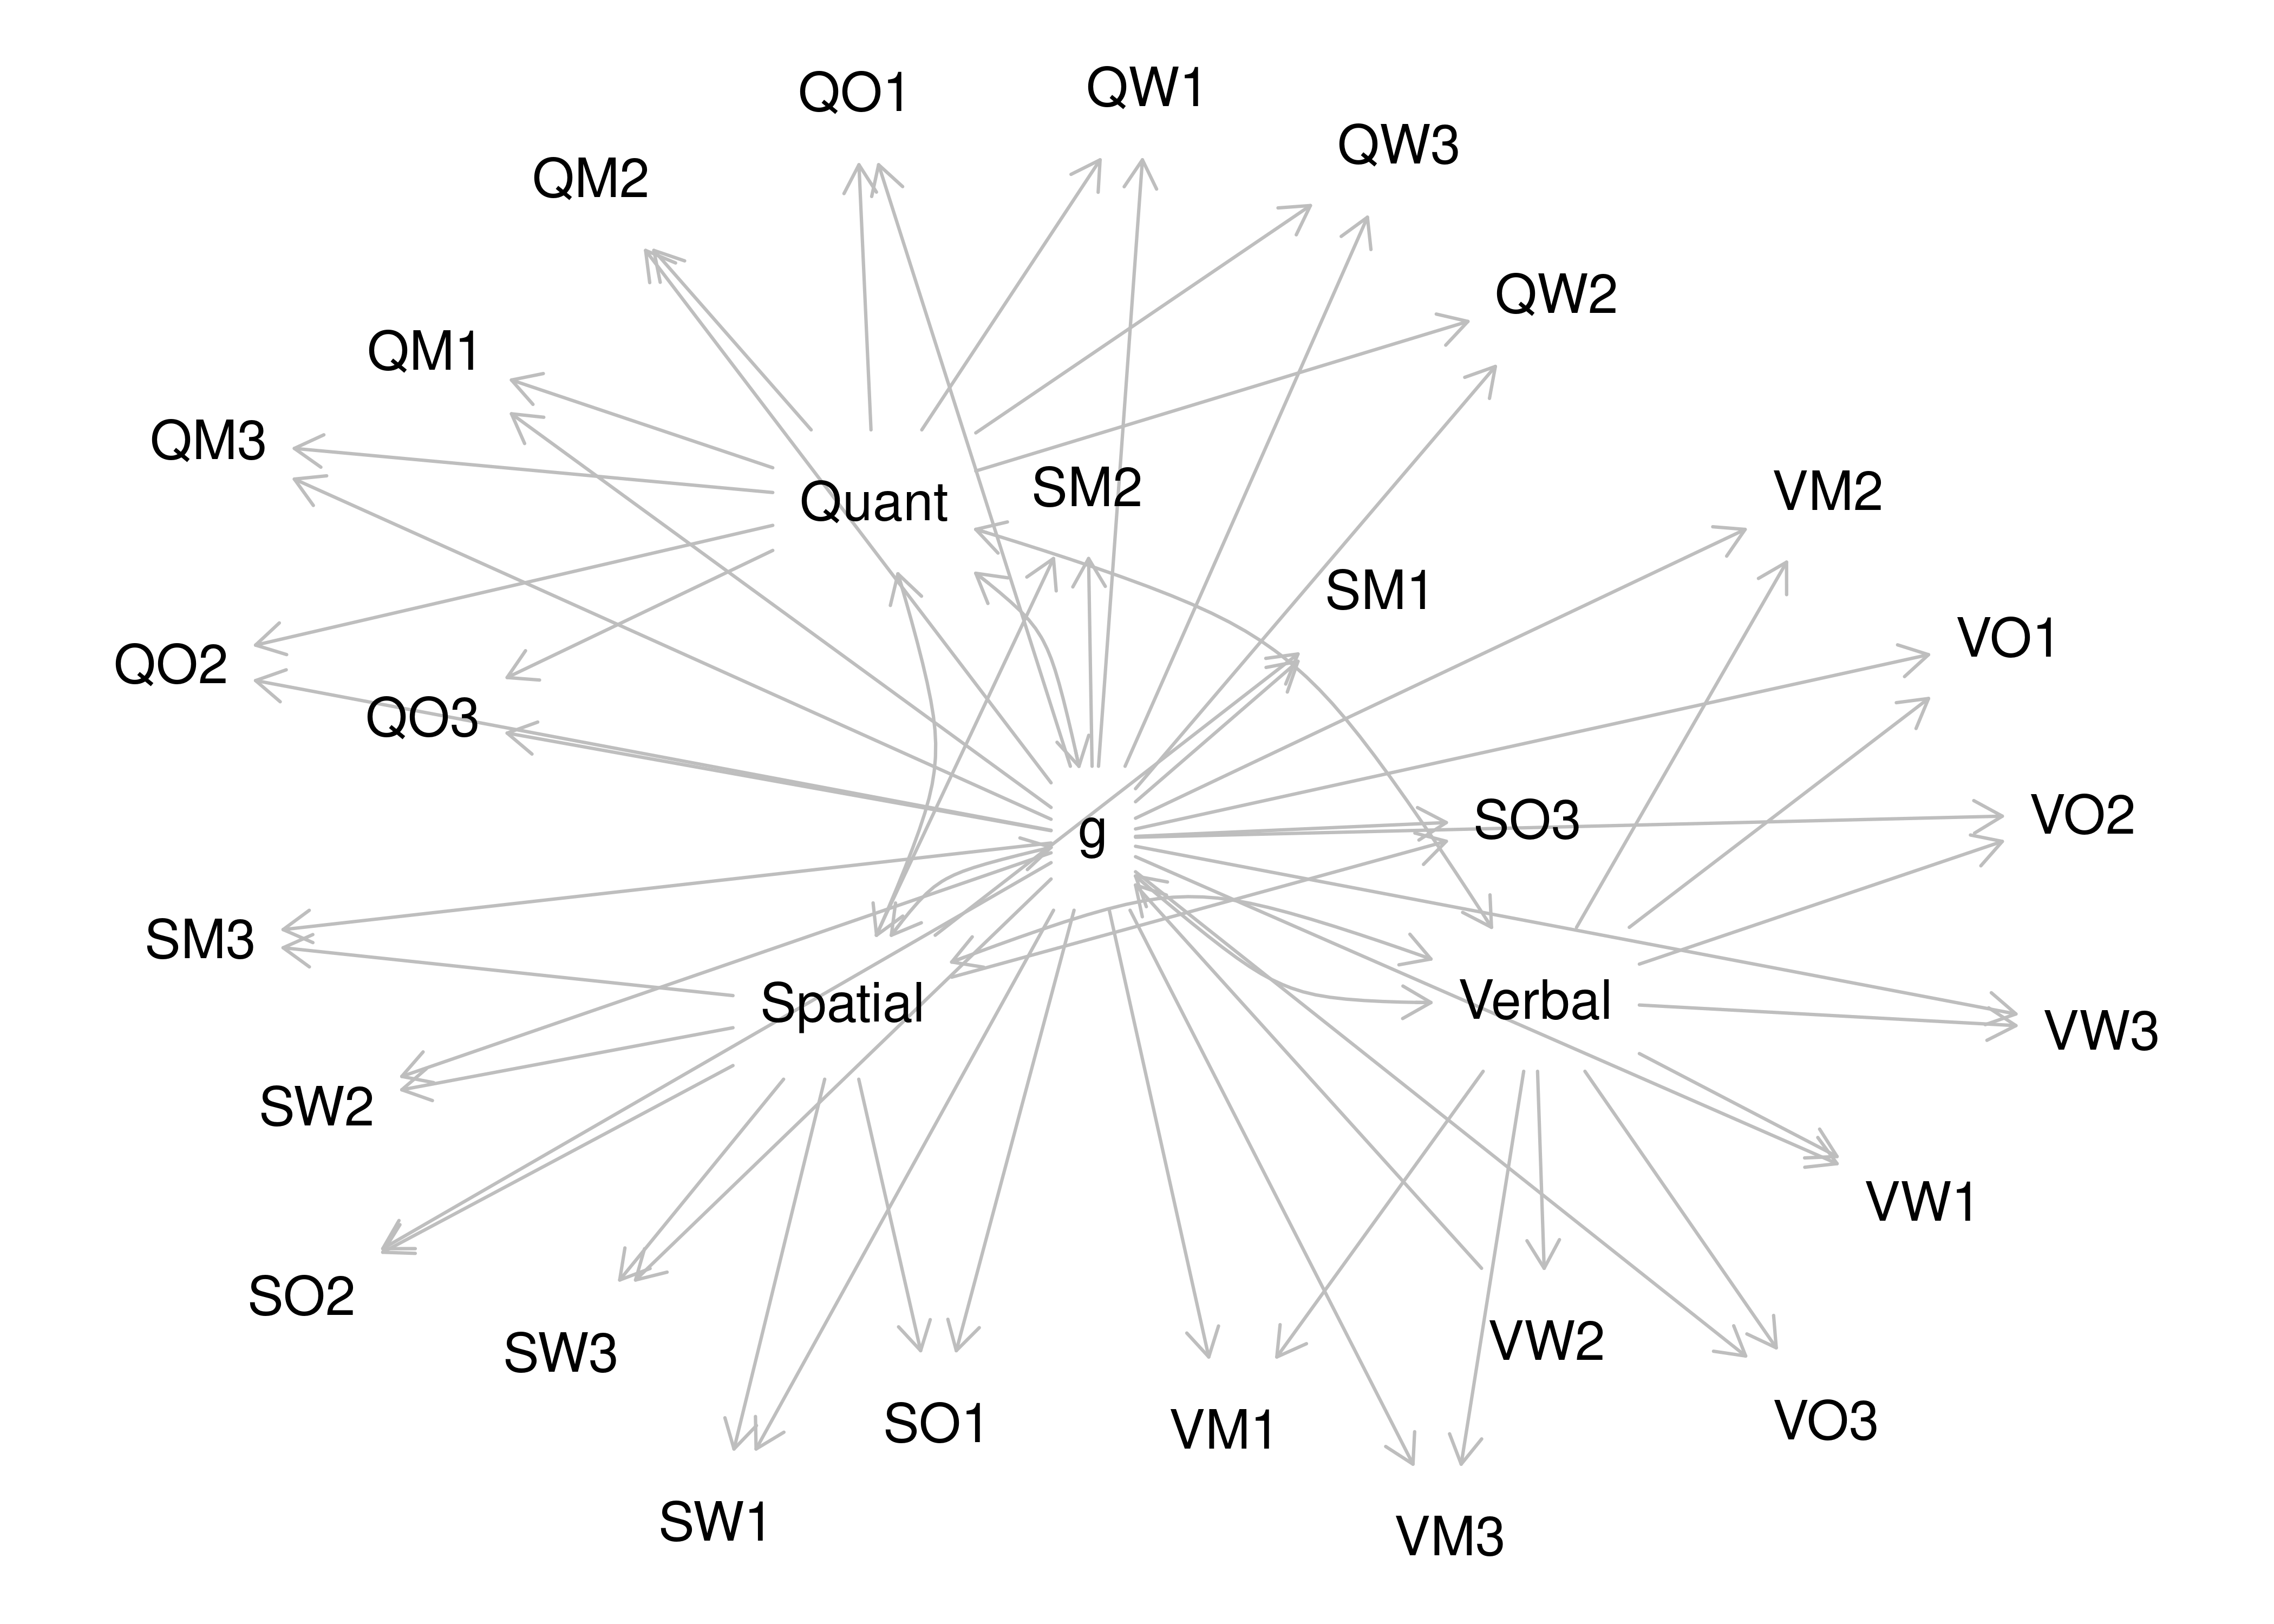 QW1
QO1
QW3
QM2
QW2
QM1
QM3
SM2
VM2
Quant
SM1
VO1
QO2
QO3
VO2
SO3
g
SM3
Verbal
Spatial
VW3
SW2
VW1
SO2
VW2
SW3
VO3
SO1
VM1
SW1
VM3